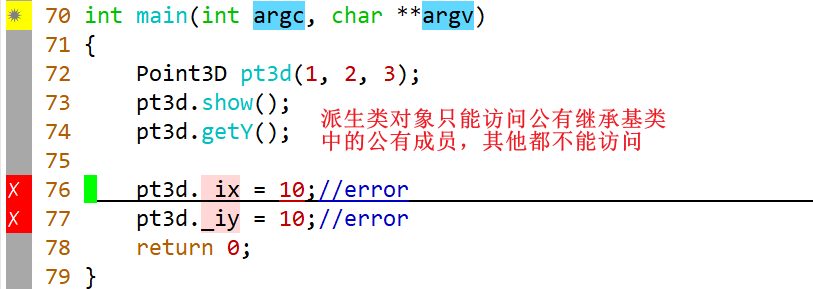 70 int main(int argc, char **argv)
71 {
72     Point3D pt3d(1, 2, 3);
73     pt3d.show();
74     pt3d.getY();
派生类对象只能访问公有继承基类
中的公有成员，其他都不能访问
75
X 76     pt3d._ix = 10;//error
X 77     pt3d._iy = 10;//error
78     return 0;
79 }